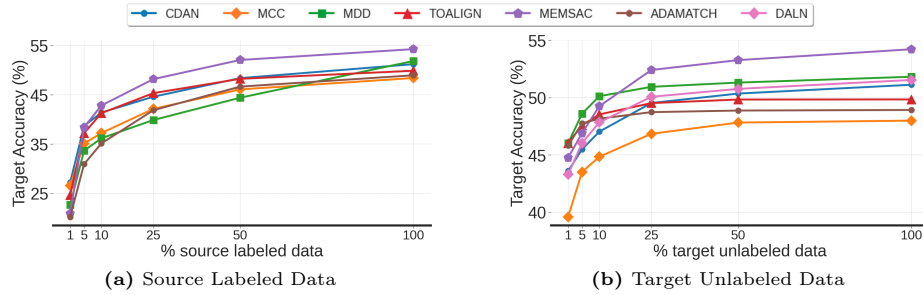 CDAN MCC MDD TOALIGN MEMSAC ADAMATCH DALN
Target Accuracy (%)
55
45
35
25
1 5 10 25 50 100
% source labeled data
(a) Source Labeled Data
Target Accuracy (%)
55
50
45
40
1 5 10 25 50 100
% target unlabeled data
(b) Target Unlabeled Data